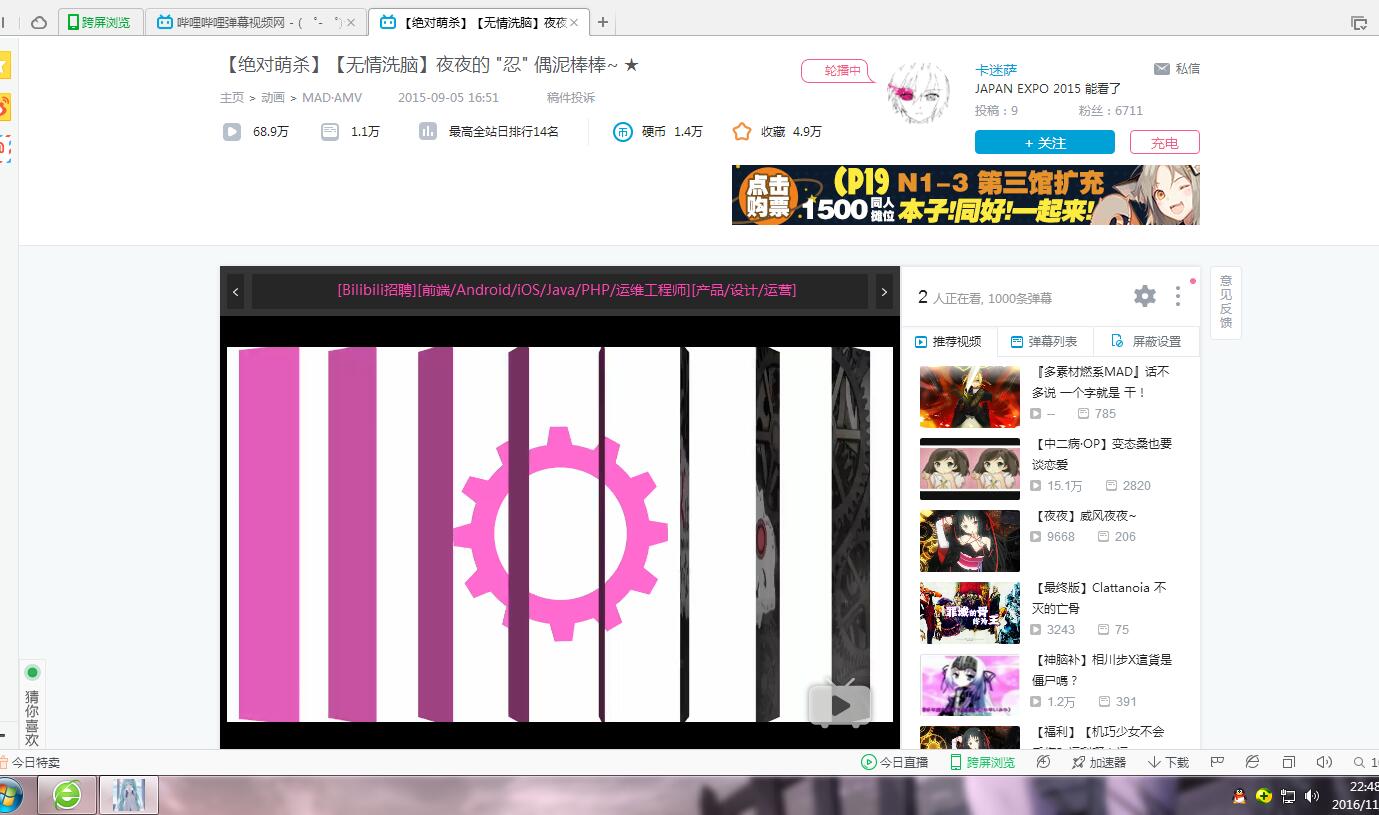 跨屏浏览
哔哩哔哩弹幕视频网 - ( ゜- ゜)
【绝对萌杀】【无情洗脑】夜夜
【绝对萌杀】【无情洗脑】夜夜的 "忍" 偶泥棒棒~ ★
主页 > 动画 > MAD·AMV 2015-09-05 16:51 稿件投诉
68.9万 1.1万 最高全站日排行14名 硬币 1.4万 收藏 4.9万
轮播中
卡迷萨
私信
JAPAN EXPO 2015 能看了
投稿：9 粉丝：6711
+ 关注
充电
点击购票
CP19 N1-3 第三馆扩充
1500同人摊位 本子!同好!一起来!
[Bilibili招聘][前端/Android/iOS/Java/PHP/运维工程师][产品/设计/运营]
2 人正在看, 1000条弹幕
意见反馈
推荐视频 弹幕列表 屏蔽设置
『多素材燃系MAD』话不
多说 一个字就是 干！
-- 785
【中二病·OP】变态桑也要
谈恋爱
15.1万 2820
【夜夜】威风夜夜~
9668 206
【最终版】Clattanoia 不
灭的亡骨
3243 75
【神脑补】相川步X這貨是
僵尸嗎？
1.2万 391
【福利】【机巧少女不会
猜你喜欢
今日特卖
今日直播 跨屏浏览 加速器 下载
22:48
2016/11